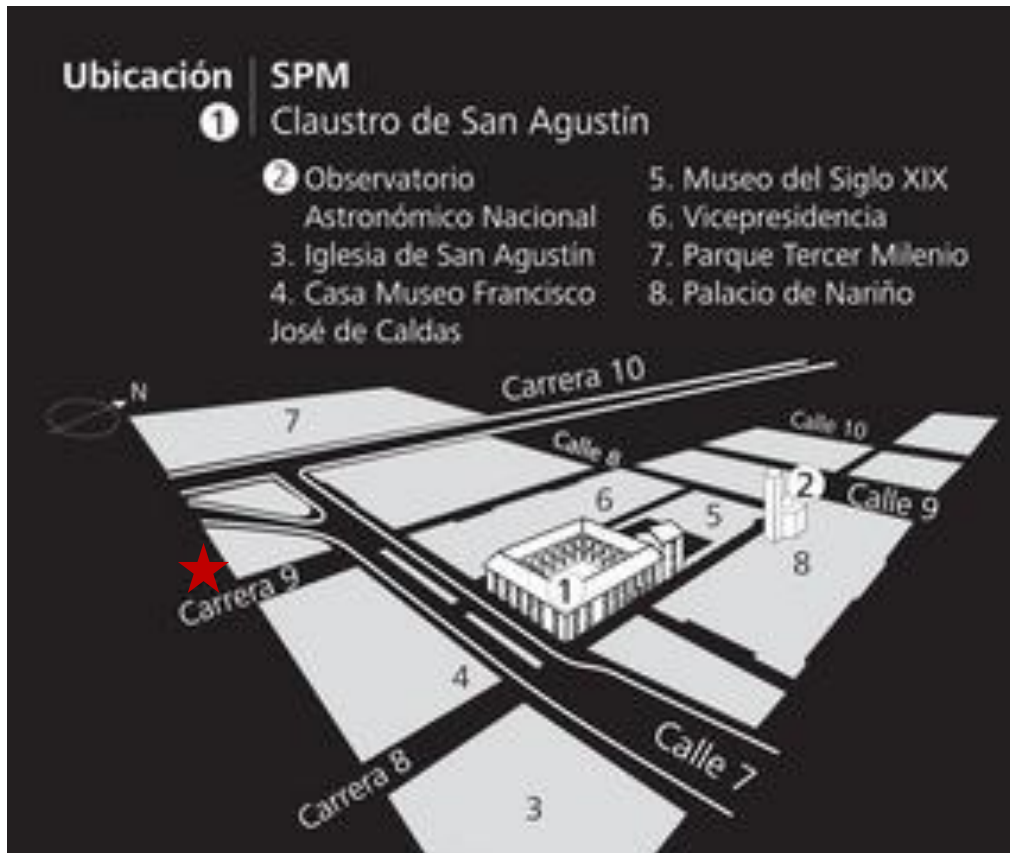 Ubicación SPM
1 Claustro de San Agustín
2 Observatorio
Astronómico Nacional
3. Iglesia de San Agustín
4. Casa Museo Francisco
José de Caldas
5. Museo del Siglo XIX
6. Vicepresidencia
7. Parque Tercer Milenio
8. Palacio de Nariño
N
Carrera 10
7
Calle 10
Calle 8
2
Calle 9
6
5
8
1
Carrera 9
4
Calle 7
Carrera 8
3